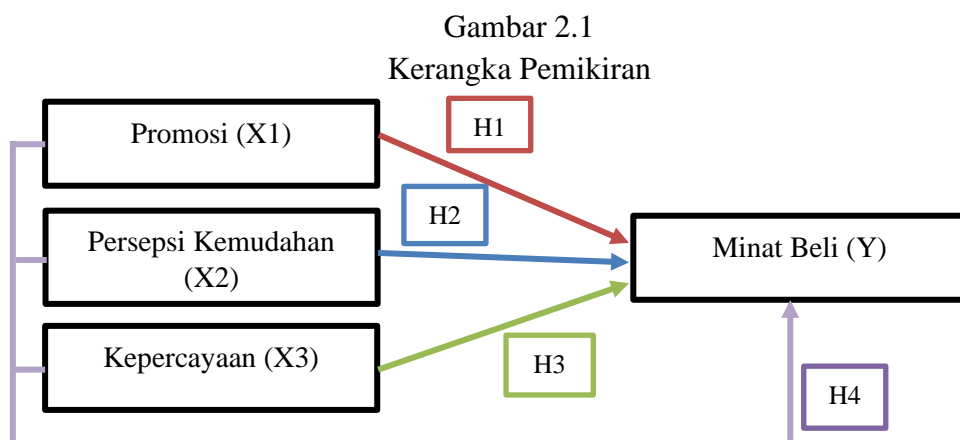 Gambar 2.1
Kerangka Pemikiran
Promosi (X1)
H1
H2
Persepsi Kemudahan
(X2)
Minat Beli (Y)
Kepercayaan (X3)
H3
H4